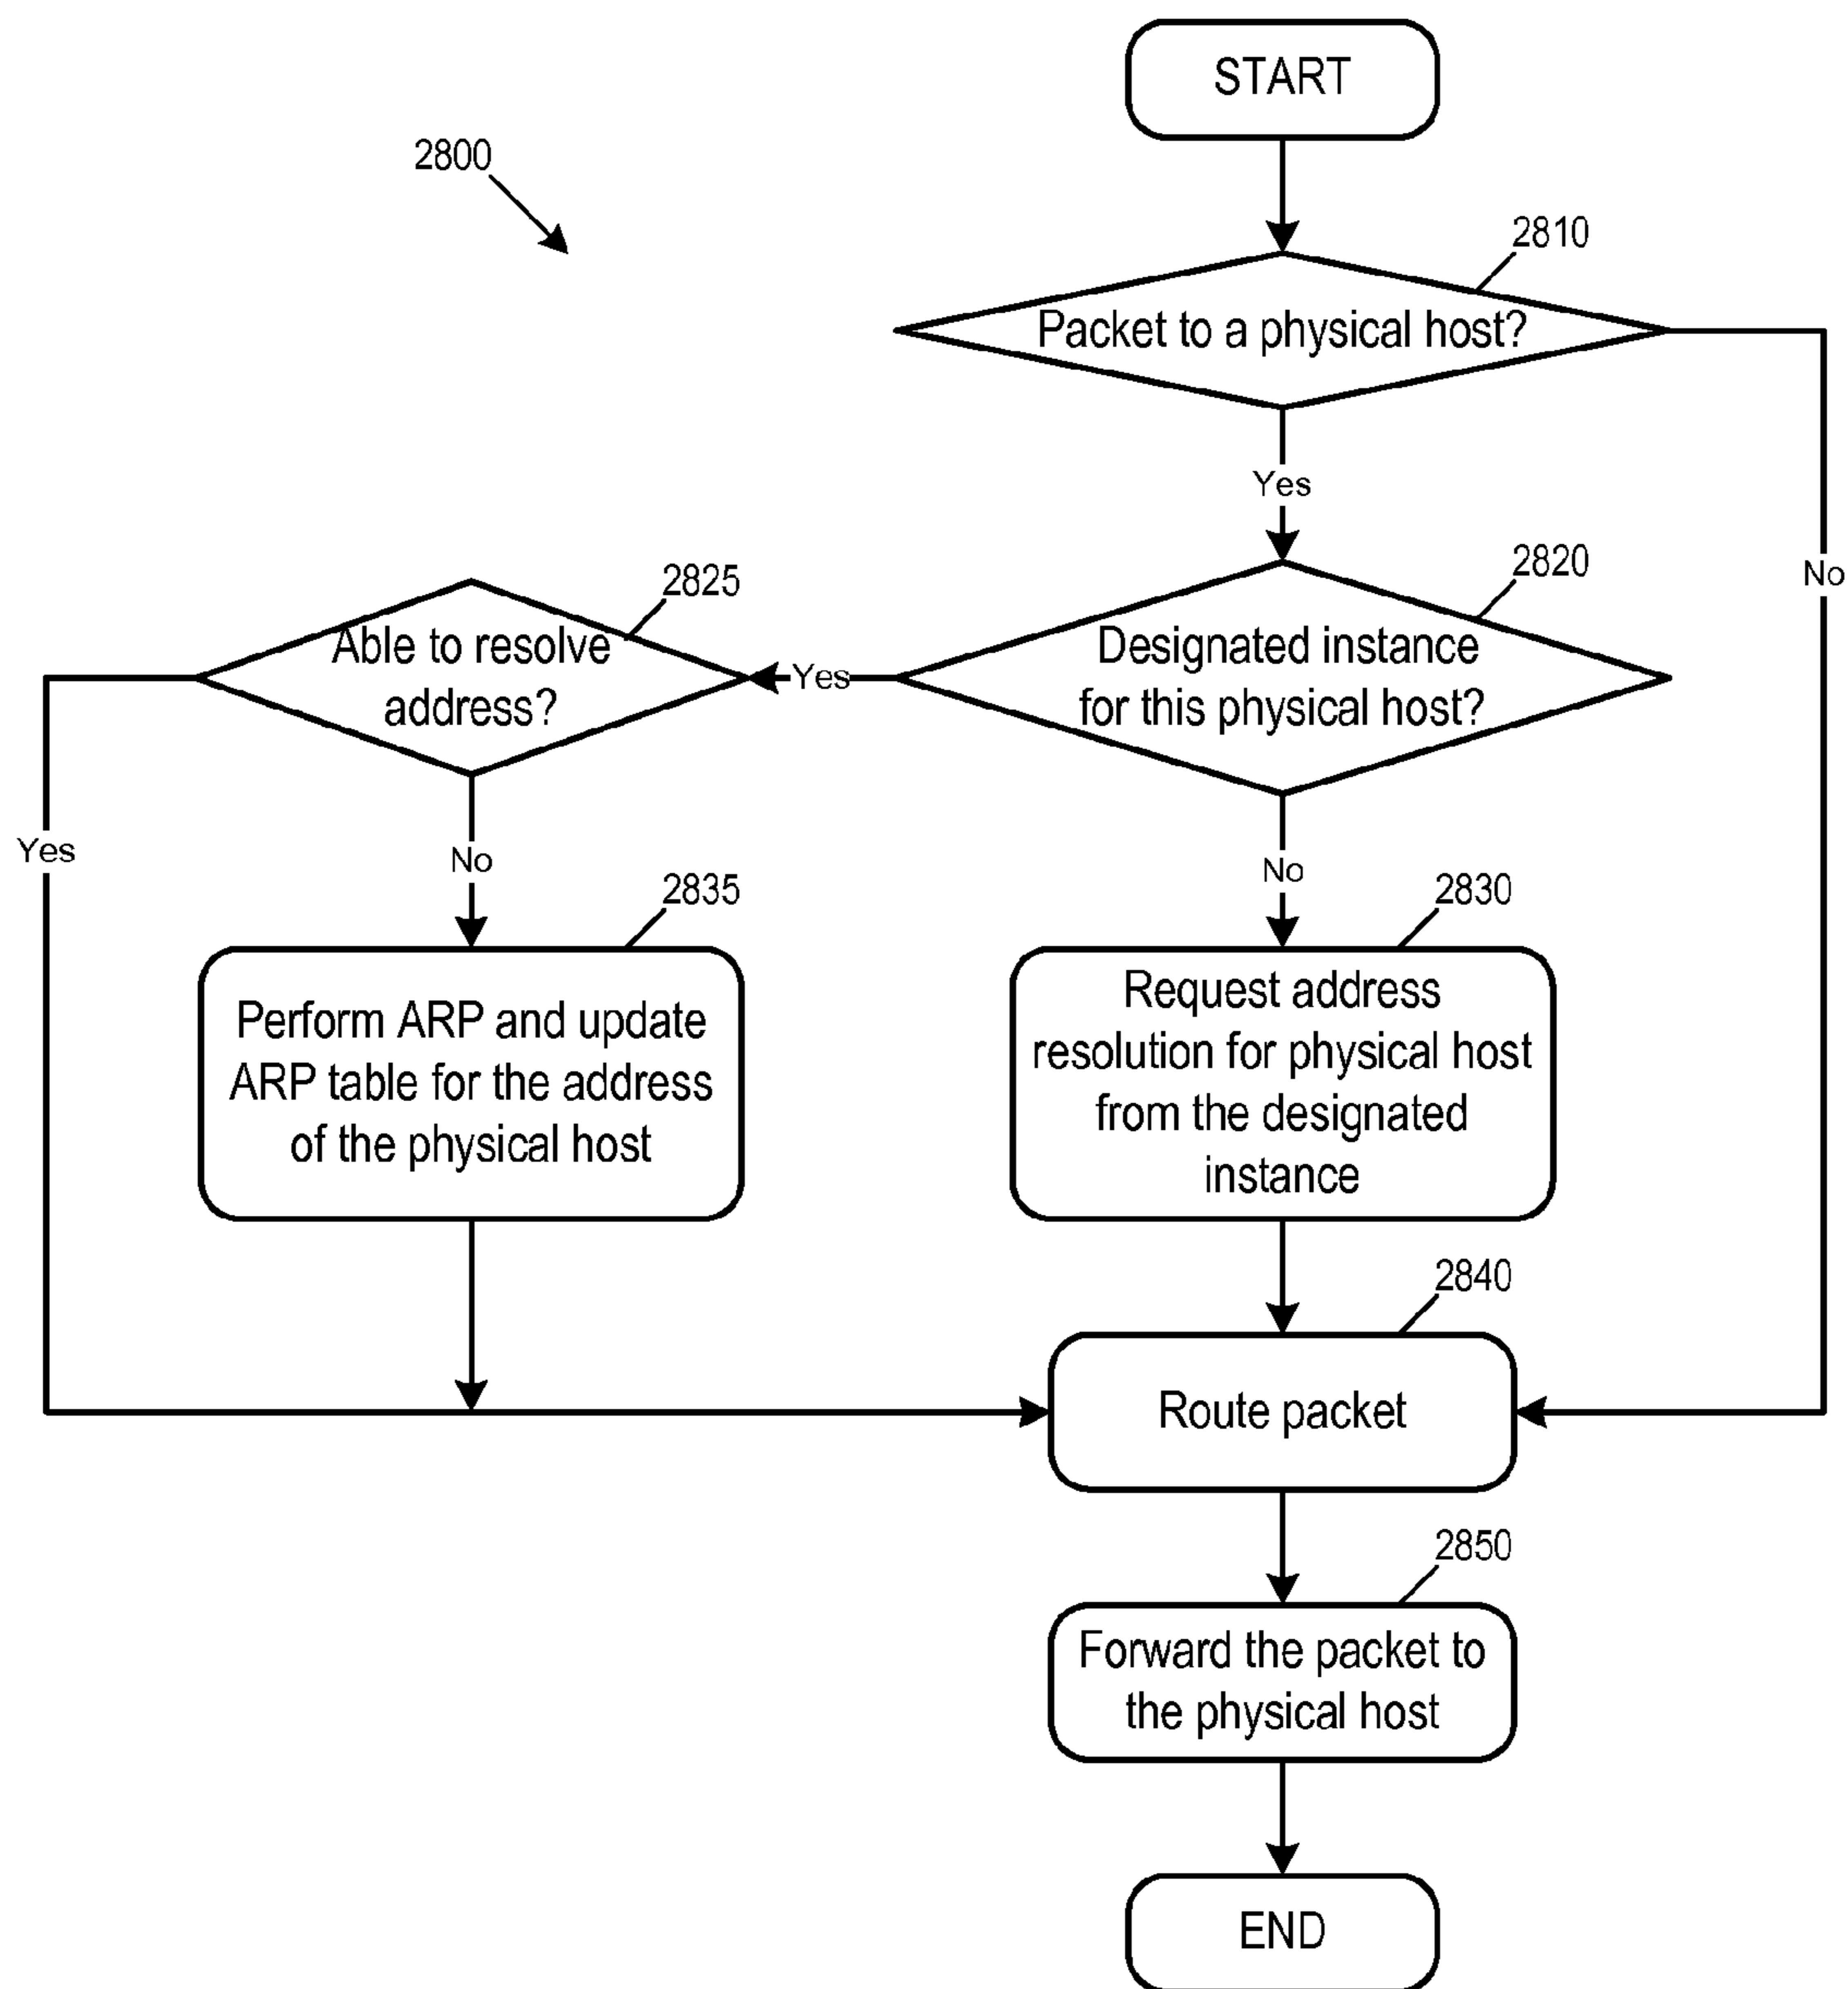 START
2800
2810
Packet to a physical host?
Yes
No
2820
Designated instance
for this physical host?
Yes
2825
Able to resolve
address?
Yes
No
No
2835
Perform ARP and update
ARP table for the address
of the physical host
2830
Request address
resolution for physical host
from the designated
instance
2840
Route packet
2850
Forward the packet to
the physical host
END